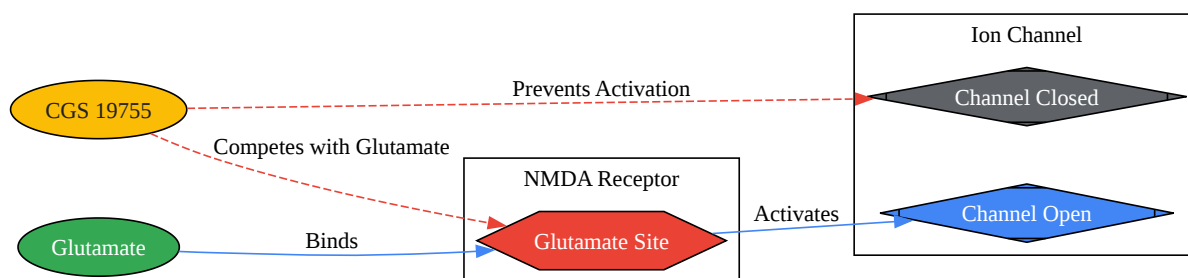 Ion Channel
Prevents Activation
Channel Closed
CGS 19755
Competes with Glutamate
NMDA Receptor
Activates
Channel Open
Glutamate
Binds
Glutamate Site